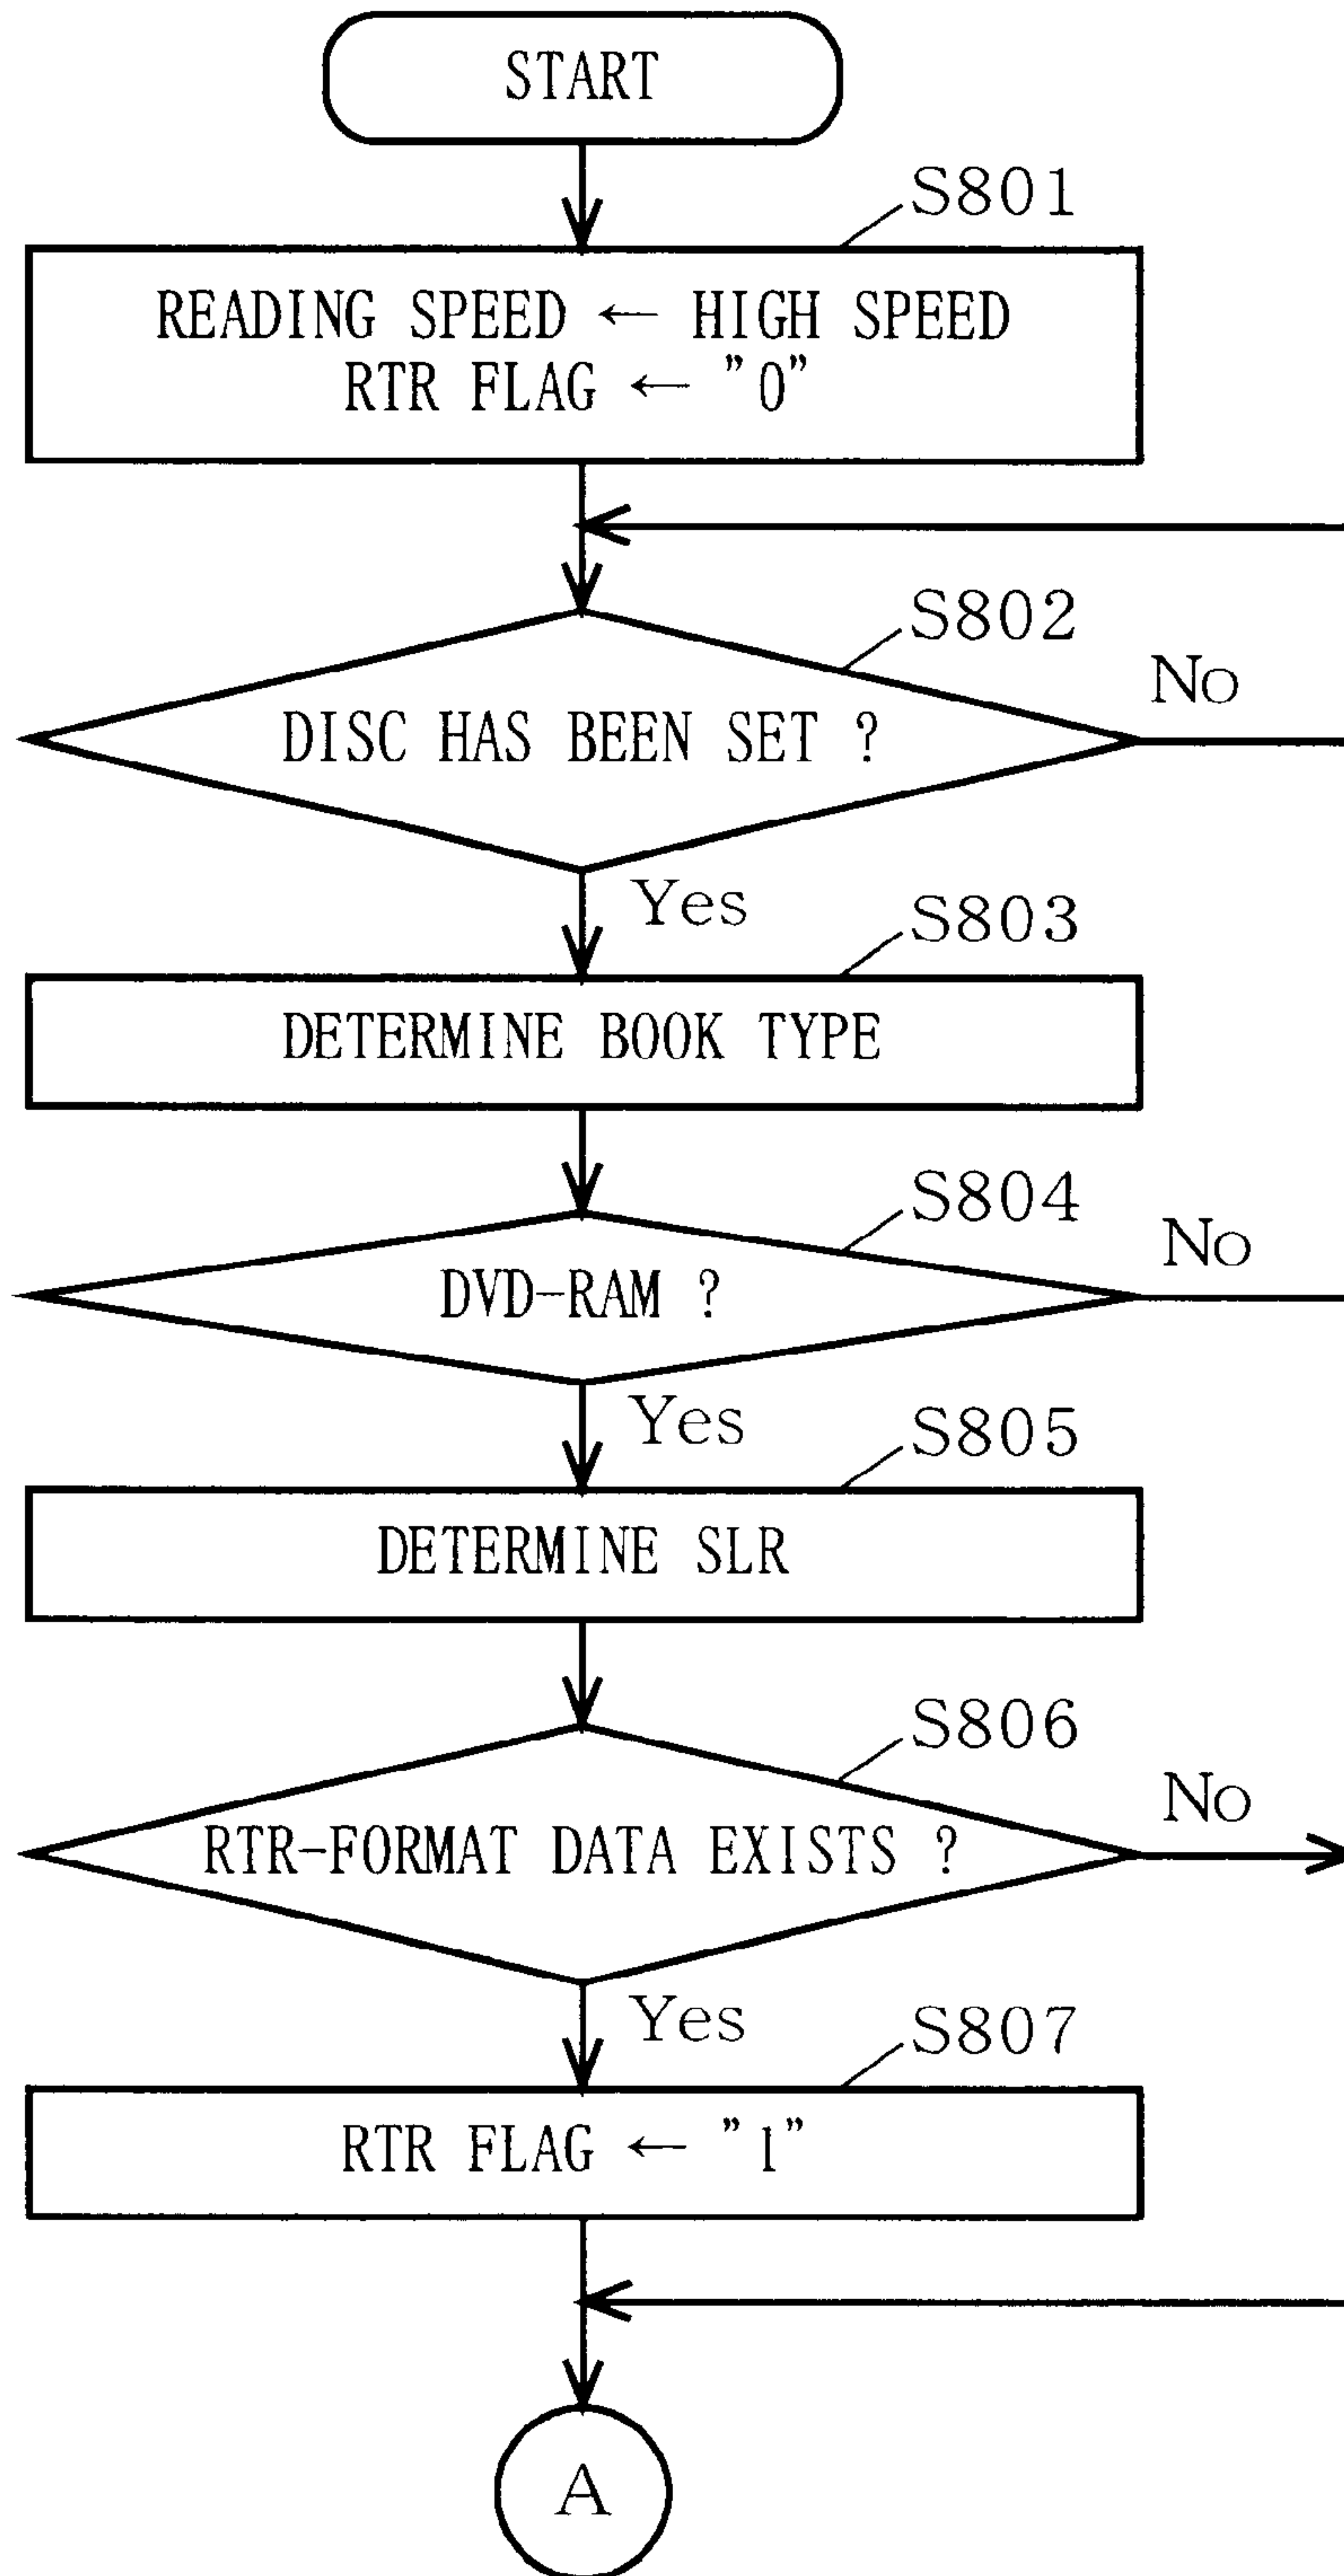 START
S801
READING SPEED ← HIGH SPEED
RTR FLAG ← "0"
S802
No
DISC HAS BEEN SET ?
Yes
S803
DETERMINE BOOK TYPE
S804
No
DVD-RAM ?
Yes
S805
DETERMINE SLR
S806
No
RTR-FORMAT DATA EXISTS ?
Yes
S807
RTR FLAG ← "1"
A